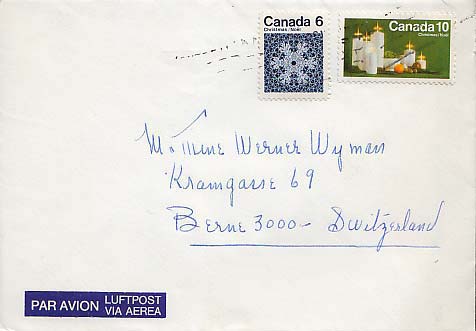 Canada 6
Christmas/Noël
Canada 10
Christmas/Noël
M. & Mme Werner Wyman
Kramgasse 69
Berne 3000 - Switzerland
PAR AVION LUFTPOST
VIA AEREA